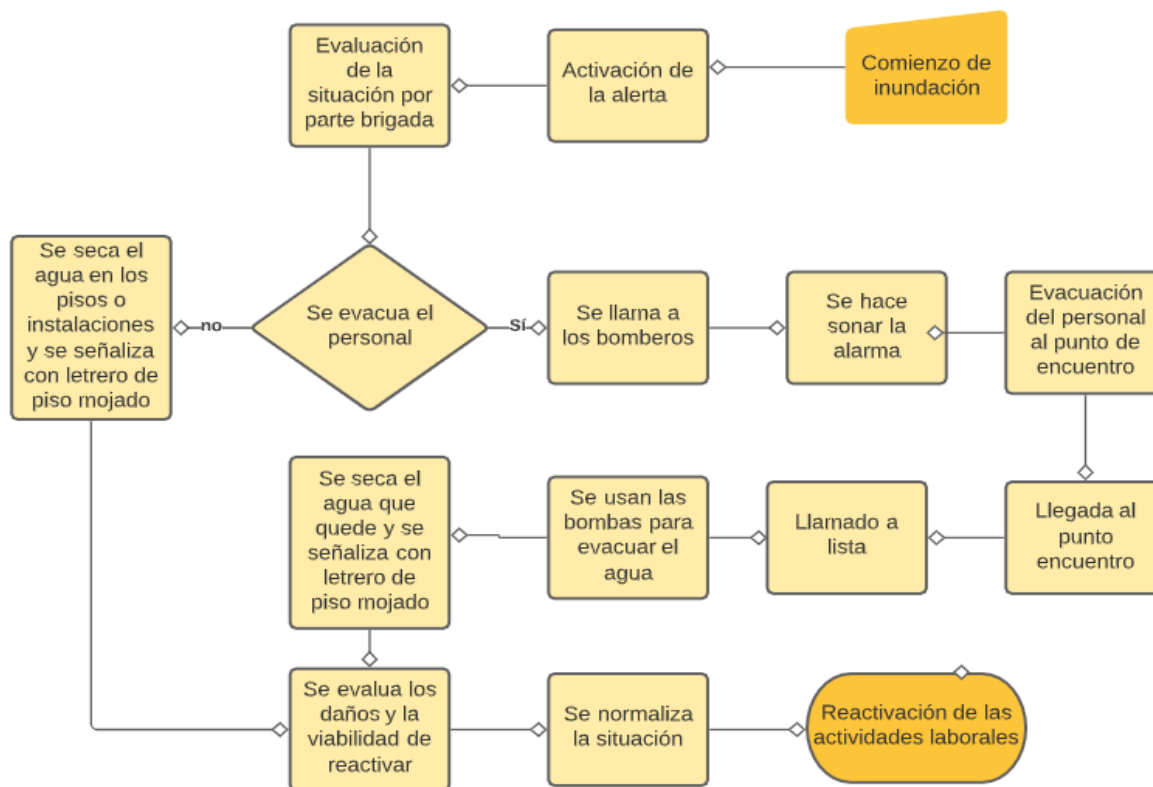 Comienzo de
inundación
Activación de
la alerta
Evaluación
de la
situación por
parte brigada
Se evacua el
personal
no
Se seca el
agua en los
pisos o
instalaciones
y se señaliza
con letrero de
piso mojado
Sí
Se llama a
los bomberos
Se hace
sonar la
alarma
Evacuación
del personal
al punto de
encuentro
Llegada al
punto
encuentro
Llamado a
lista
Se usan las
bombas para
evacuar el
agua
Se seca el
agua que
quede y se
señaliza con
letrero de
piso mojado
Se evalua los
daños y la
viabilidad de
reactivar
Se normaliza
la situación
Reactivación de las
actividades laborales